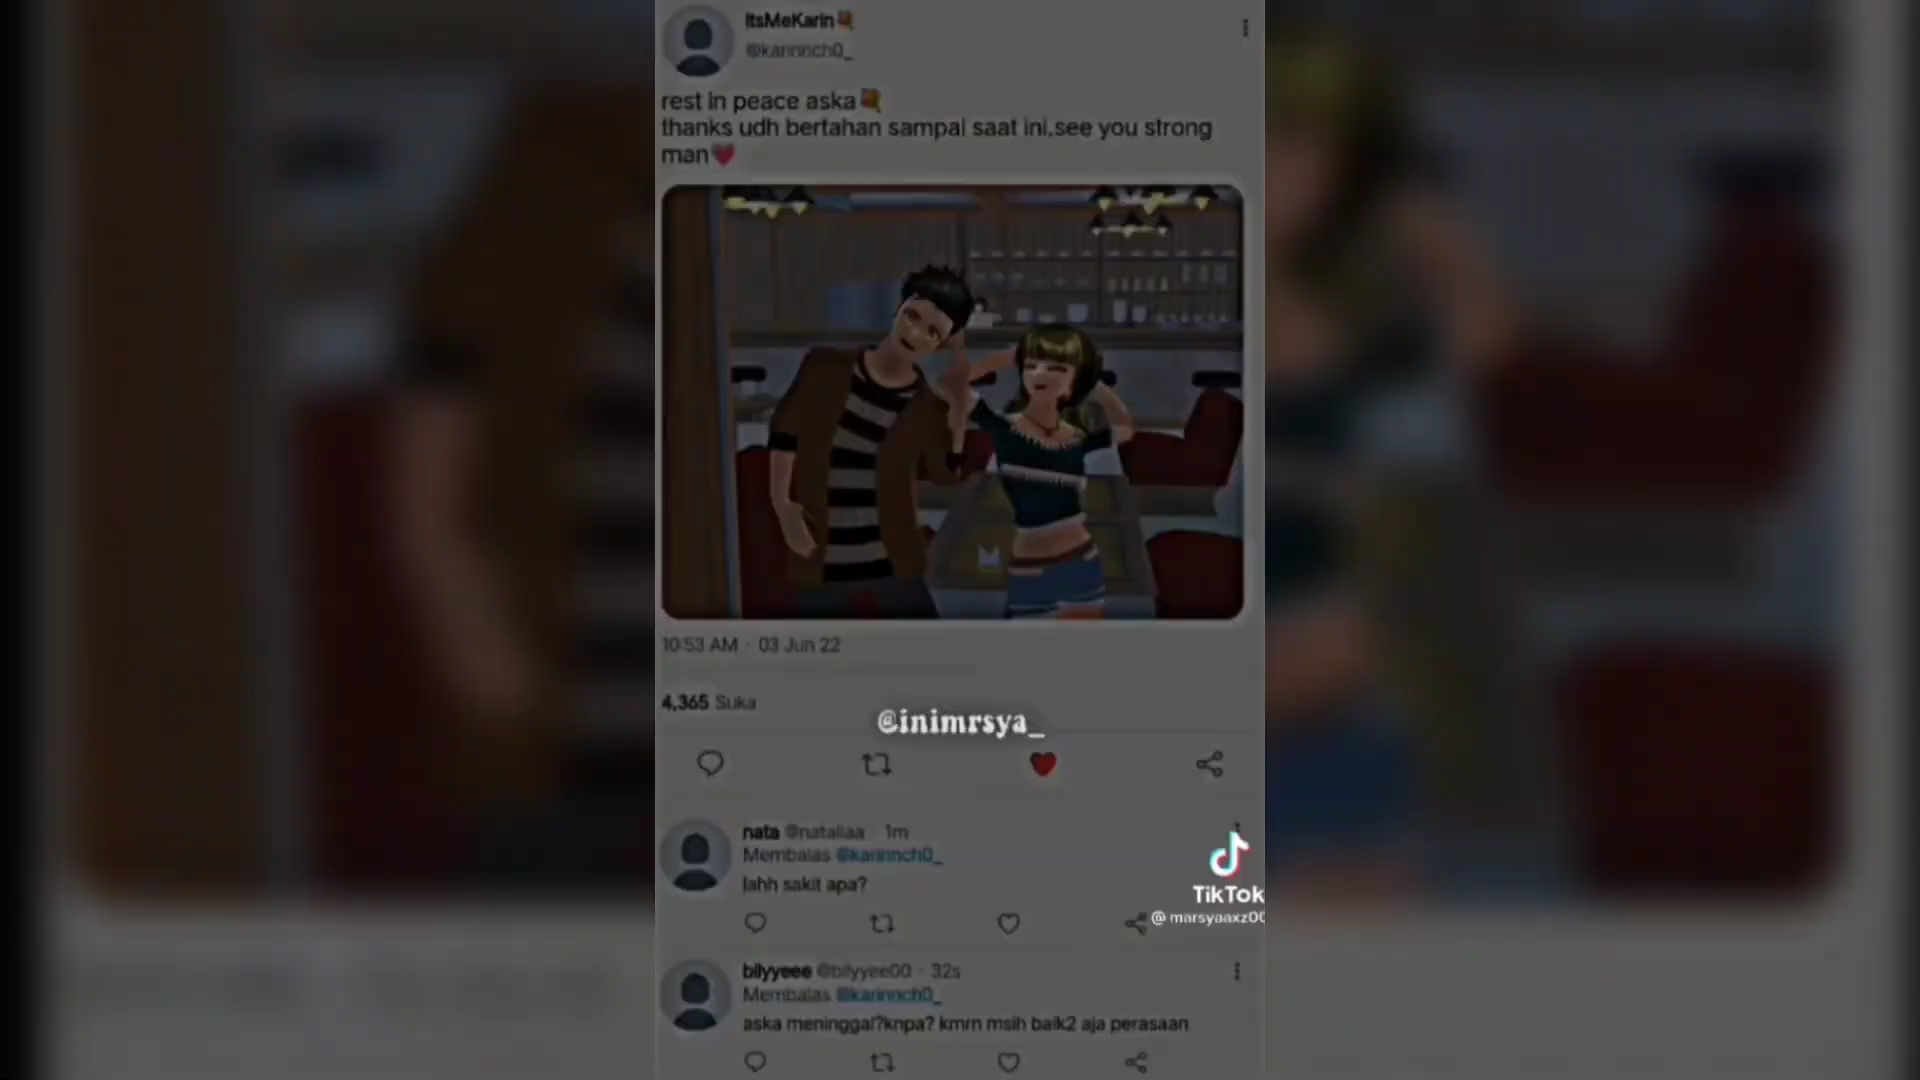 ItsMeKarin
@karinnch0_
rest in peace aska
thanks udh bertahan sampai saat ini,see you strong
man
10:53 AM · 03 Jun 22
4,365 Suka
@inimrsya_
nata @nataliaa 1m
Membalas @karinnch0_
lahh sakit apa?
TikTok
@marsyaaxz00
bilyyeee @bilyyee00 · 32s
Membalas @karinnch0_
aska meninggal?knpa? kmrn msih baik2 aja perasaan